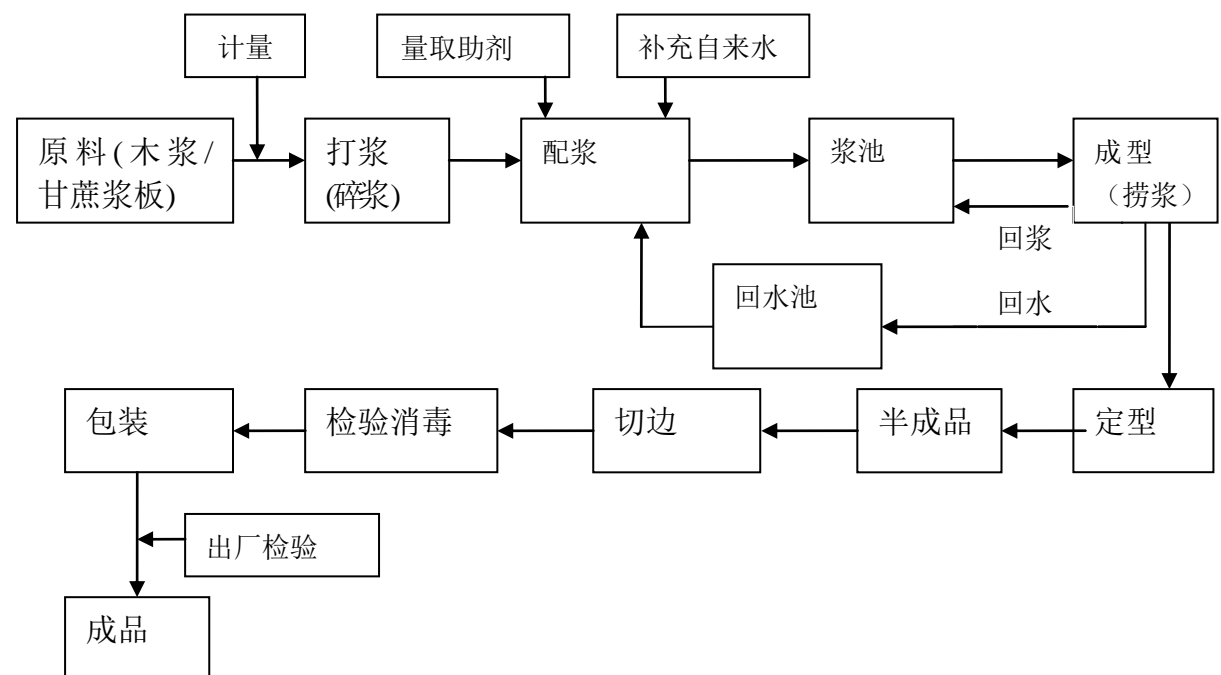 计量
量取助剂
补充自来水
原料(木浆/
甘蔗浆板)
打浆
(碎浆)
配浆
浆池
成型
（捞浆）
回浆
回水池
回水
包装
检验消毒
切边
半成品
定型
出厂检验
成品